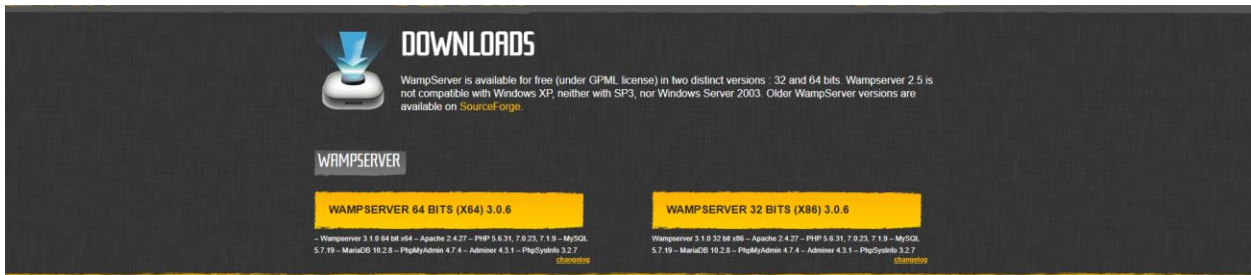 DOWNLOADS
WampServer is available for free (under GPML license) in two distinct versions : 32 and 64 bits. Wampserver 2.5 is
not compatible with Windows XP, neither with SP3, nor Windows Server 2003. Older WampServer versions are
available on SourceForge.
WAMPSERVER
WAMPSERVER 64 BITS (X64) 3.0.6
– Wampserver 3.1.0 64 bit x64 – Apache 2.4.27 – PHP 5.6.31, 7.0.23, 7.1.9 – MySQL
5.7.19 – MariaDB 10.2.8 – PhpMyAdmin 4.7.4 – Adminer 4.3.1 – PhpSysInfo 3.2.7
changelog
WAMPSERVER 32 BITS (X86) 3.0.6
Wampserver 3.1.0 32 bit x86 – Apache 2.4.27 – PHP 5.6.31, 7.0.23, 7.1.9 – MySQL
5.7.19 – MariaDB 10.2.8 – PhpMyAdmin 4.7.4 – Adminer 4.3.1 – PhpSysInfo 3.2.7
changelog